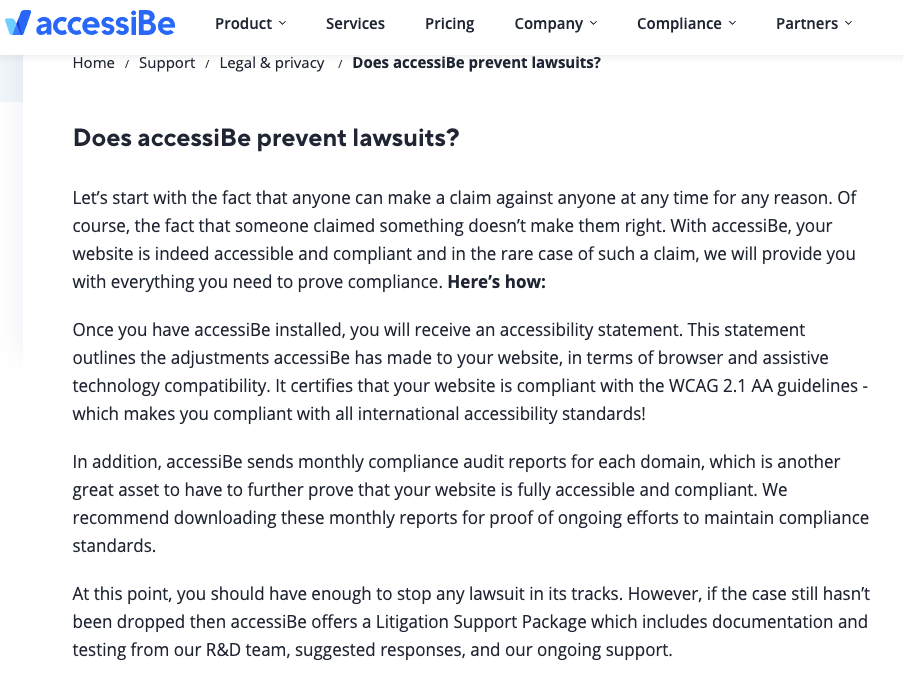 accessiBe Product Services Pricing Company Compliance Partners
Home / Support / Legal & privacy / Does accessiBe prevent lawsuits?
Does accessiBe prevent lawsuits?
Let’s start with the fact that anyone can make a claim against anyone at any time for any reason. Of
course, the fact that someone claimed something doesn’t make them right. With accessiBe, your
website is indeed accessible and compliant and in the rare case of such a claim, we will provide you
with everything you need to prove compliance. Here’s how:
Once you have accessiBe installed, you will receive an accessibility statement. This statement
outlines the adjustments accessiBe has made to your website, in terms of browser and assistive
technology compatibility. It certifies that your website is compliant with the WCAG 2.1 AA guidelines -
which makes you compliant with all international accessibility standards!
In addition, accessiBe sends monthly compliance audit reports for each domain, which is another
great asset to have to further prove that your website is fully accessible and compliant. We
recommend downloading these monthly reports for proof of ongoing efforts to maintain compliance
standards.
At this point, you should have enough to stop any lawsuit in its tracks. However, if the case still hasn’t
been dropped then accessiBe offers a Litigation Support Package which includes documentation and
testing from our R&D team, suggested responses, and our ongoing support.